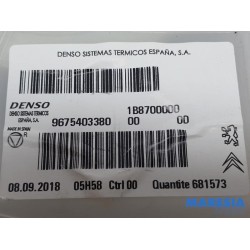 DENSO SISTEMAS TERMICOS ESPAÑA, S.A.
DENSO
DENSO SISTEMAS TERMICOS
ESPAÑA, S.A.
MADE IN SPAIN
1B8700000
9675403380 00 00
08.09.2018 05H58 Ctrl 00 Quantite 681573